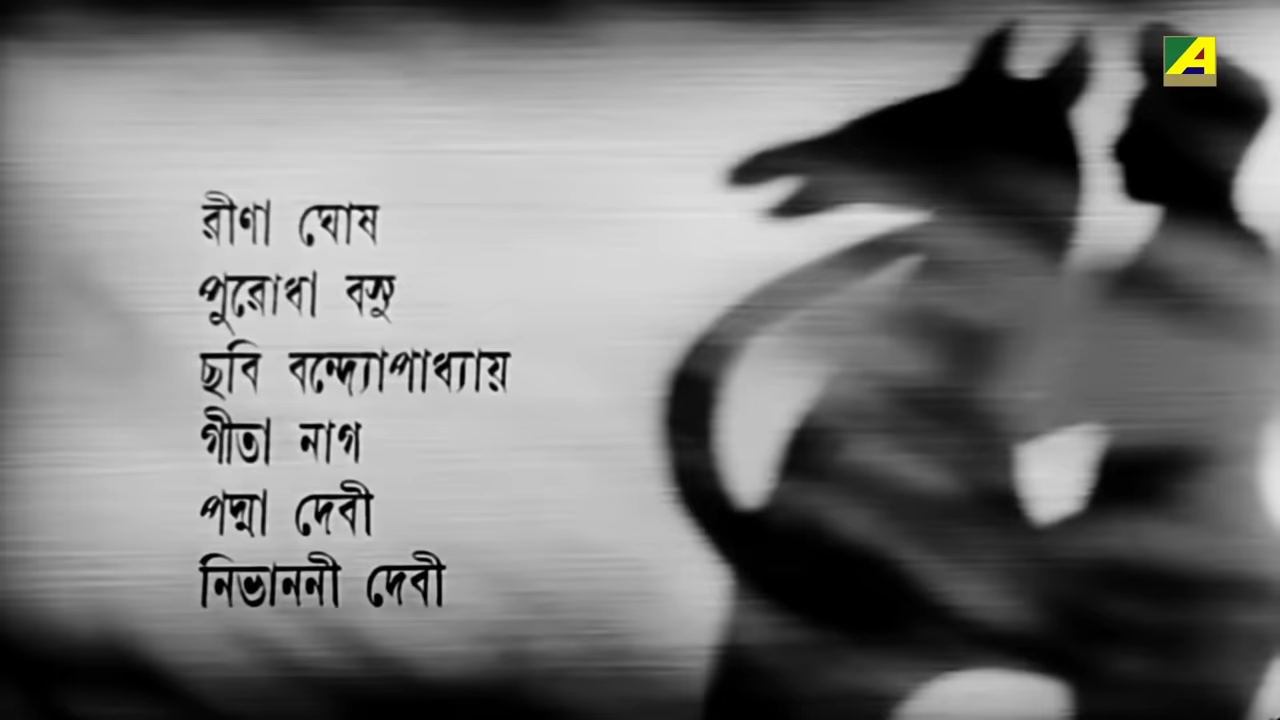 রীণা ঘোষ
পুরোধা বসু
ছবি বন্দ্যোপাধ্যায়
গীতা নাগ
পদ্মা দেবী
নিভাননী দেবী